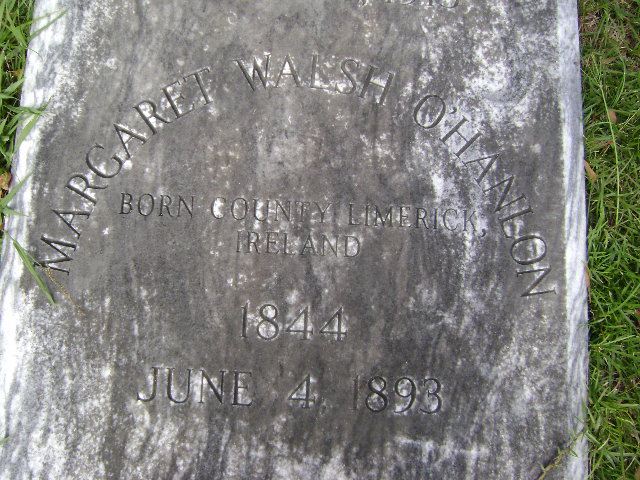 MARGARET WALSH O'HANLON
BORN COUNTY LIMERICK,
IRELAND
1844
JUNE 4, 1893